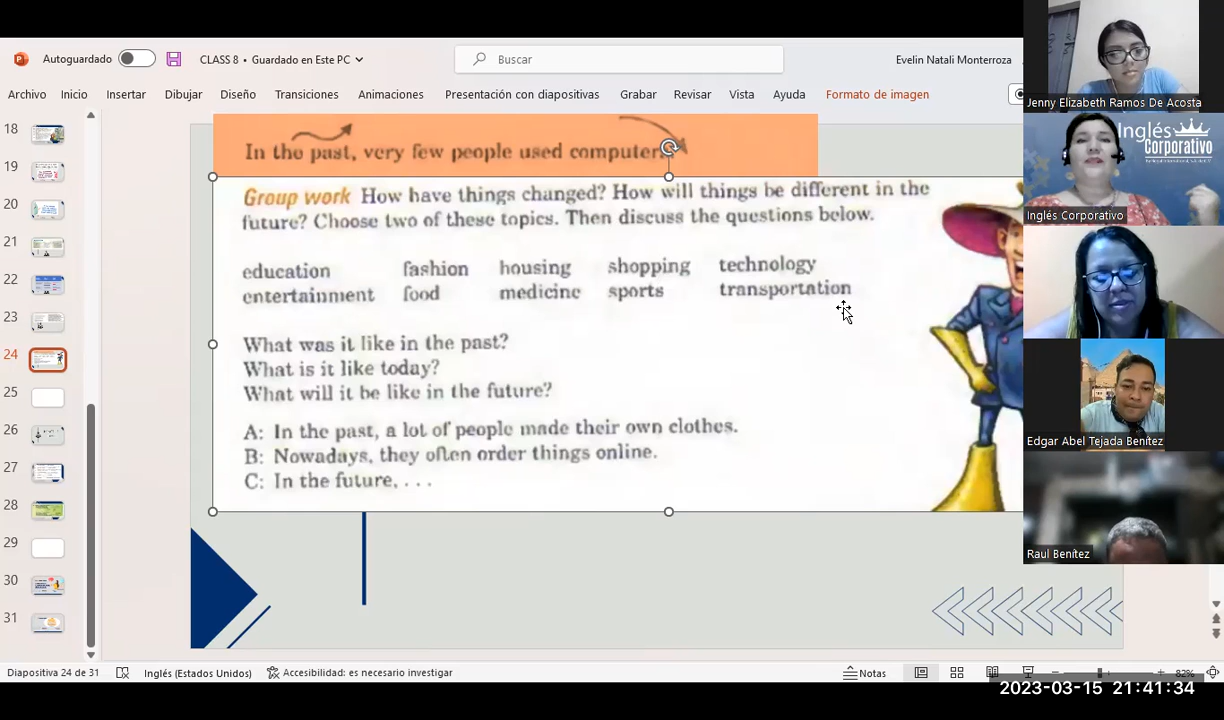 Autoguardado
CLASS 8 • Guardado en Este PC
Buscar
Evelin Natali Monterroza
Archivo Inicio Insertar Dibujar Diseño Transiciones Animaciones Presentación con diapositivas Grabar Revisar Vista Ayuda Formato de imagen
18
19
20
21
22
23
24
25
26
27
28
29
30
31
In the past, very few people used computers.
Group work How have things changed? How will things be different in the
future? Choose two of these topics. Then discuss the questions below.
education fashion housing shopping technology
entertainment food medicine sports transportation
What was it like in the past?
What is it like today?
What will it be like in the future?
A: In the past, a lot of people made their own clothes.
B: Nowadays, they often order things online.
C: In the future, . . .
Jenny Elizabeth Ramos De Acosta
Inglés
Corporativo
Inglés Corporativo
Edgar Abel Tejada Benítez
Raul Benítez
Diapositiva 24 de 31
Inglés (Estados Unidos)
Accesibilidad: es necesario investigar
Notas
82%
2023-03-15 21:41:34